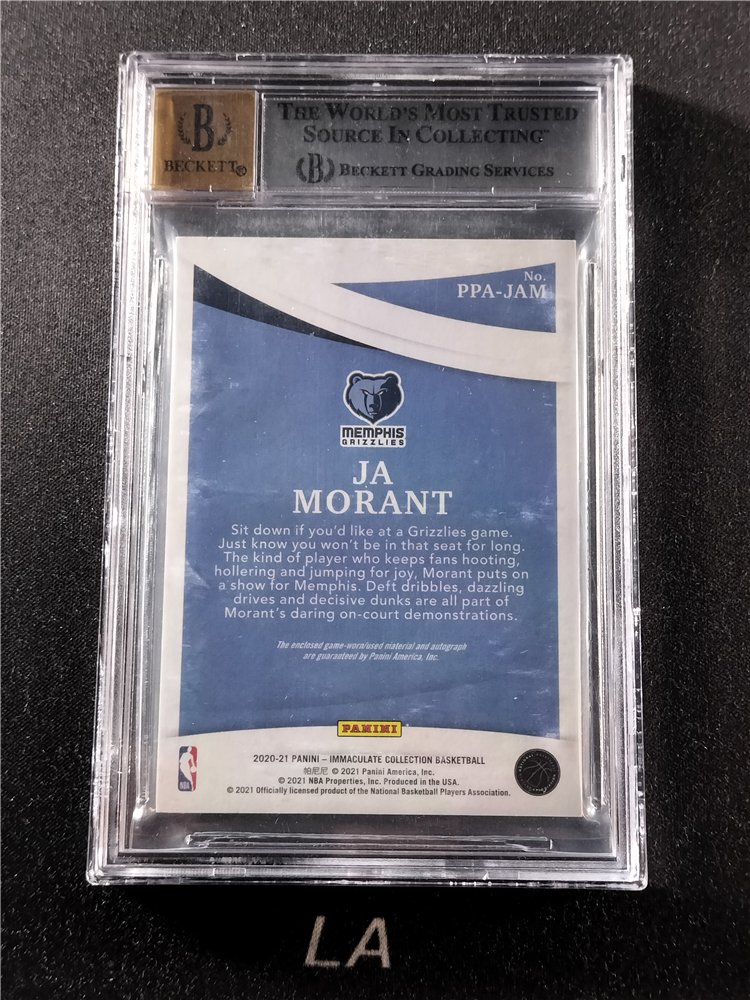 B
BECKETT®
THE WORLD'S MOST TRUSTED
SOURCE IN COLLECTING™
B BECKETT GRADING SERVICES
No.
PPA-JAM
MEMPHIS
GRIZZLIES
JA
MORANT
Sit down if you'd like at a Grizzlies game.
Just know you won't be in that seat for long.
The kind of player who keeps fans hooting,
hollering and jumping for joy, Morant puts on
a show for Memphis. Deft dribbles, dazzling
drives and decisive dunks are all part of
Morant's daring on-court demonstrations.
The enclosed game-worn/used material and autograph
are guaranteed by Panini America, Inc.
PANINI
2020-21 PANINI – IMMACULATE COLLECTION BASKETBALL
帕尼尼 © 2021 Panini America, Inc.
© 2021 NBA Properties, Inc. Produced in the USA.
© 2021 Officially licensed product of the National Basketball Players Association.
NBA
LA